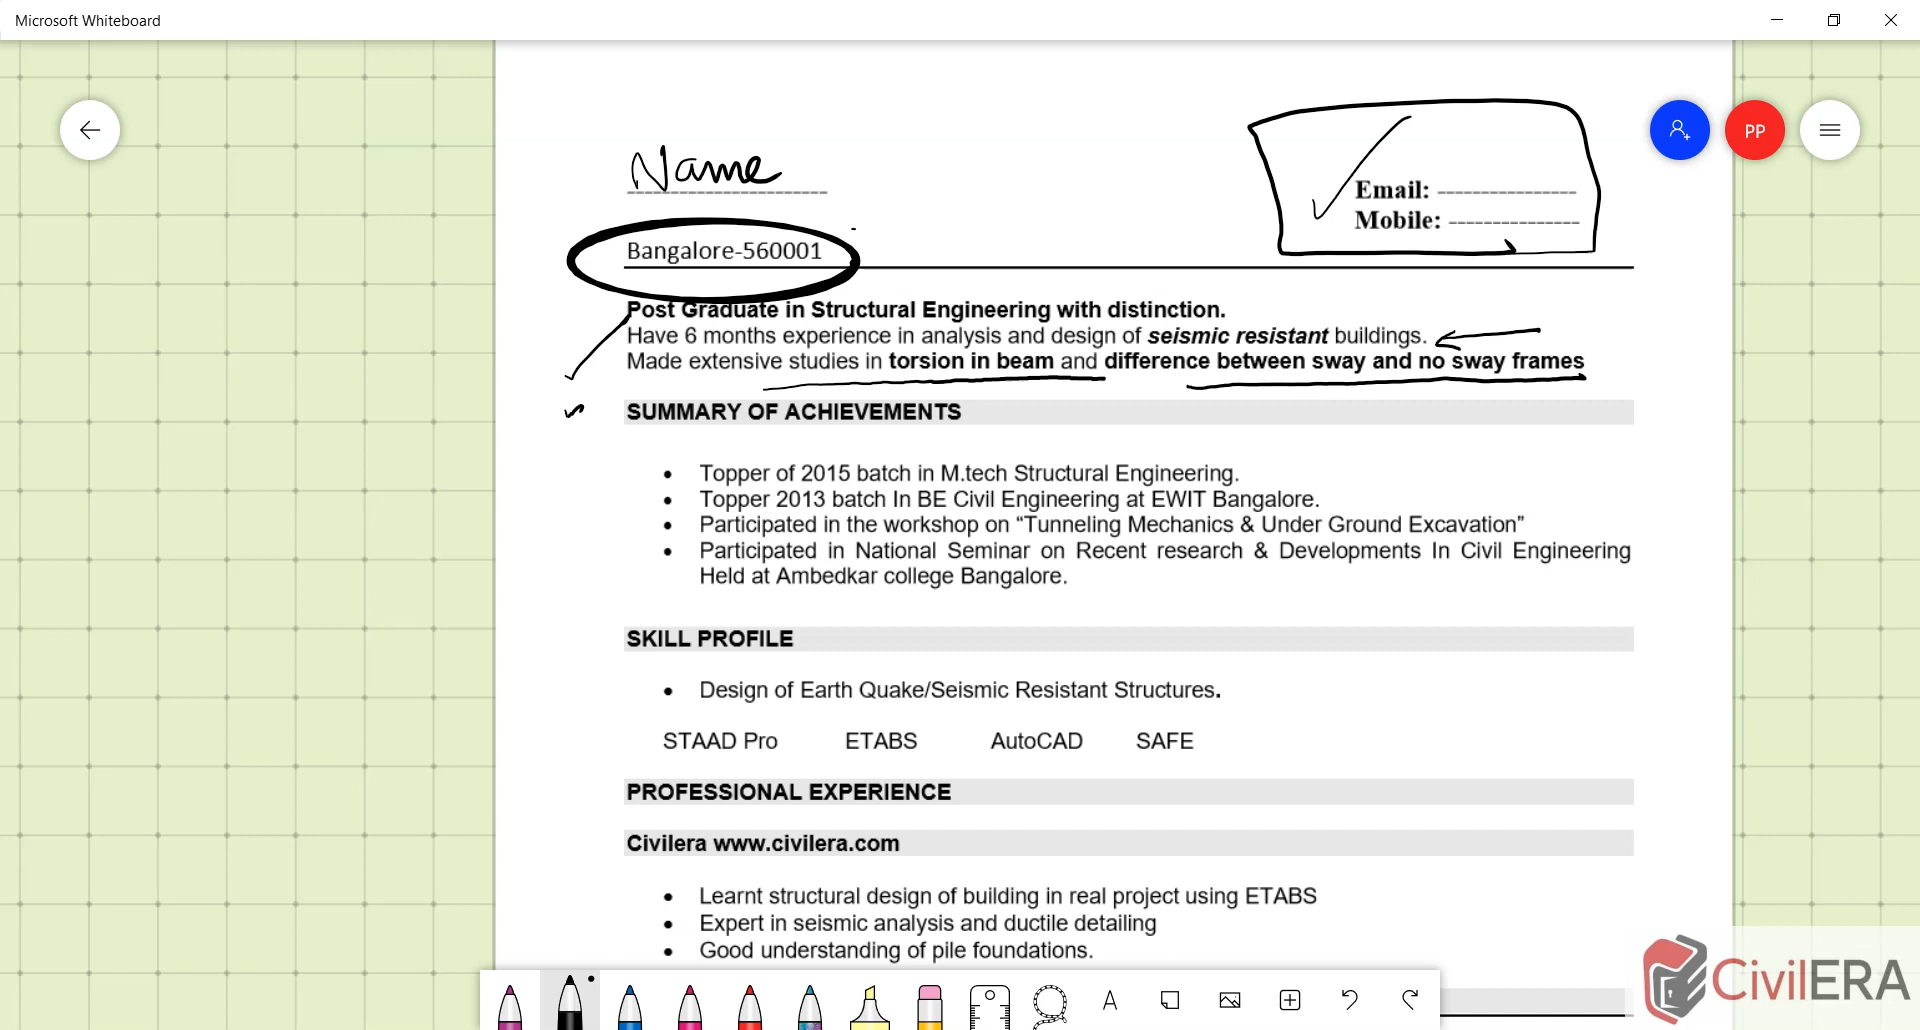 Microsoft Whiteboard
PP
Name
Email: ----------------
Mobile: ---------------
Bangalore-560001
Post Graduate in Structural Engineering with distinction.
Have 6 months experience in analysis and design of seismic resistant buildings.
Made extensive studies in torsion in beam and difference between sway and no sway frames
SUMMARY OF ACHIEVEMENTS
• Topper of 2015 batch in M.tech Structural Engineering.
• Topper 2013 batch In BE Civil Engineering at EWIT Bangalore.
• Participated in the workshop on “Tunneling Mechanics & Under Ground Excavation”
• Participated in National Seminar on Recent research & Developments In Civil Engineering
Held at Ambedkar college Bangalore.
SKILL PROFILE
• Design of Earth Quake/Seismic Resistant Structures.
STAAD Pro ETABS AutoCAD SAFE
PROFESSIONAL EXPERIENCE
Civilera www.civilera.com
• Learnt structural design of building in real project using ETABS
• Expert in seismic analysis and ductile detailing
• Good understanding of pile foundations.
A
CivilERA